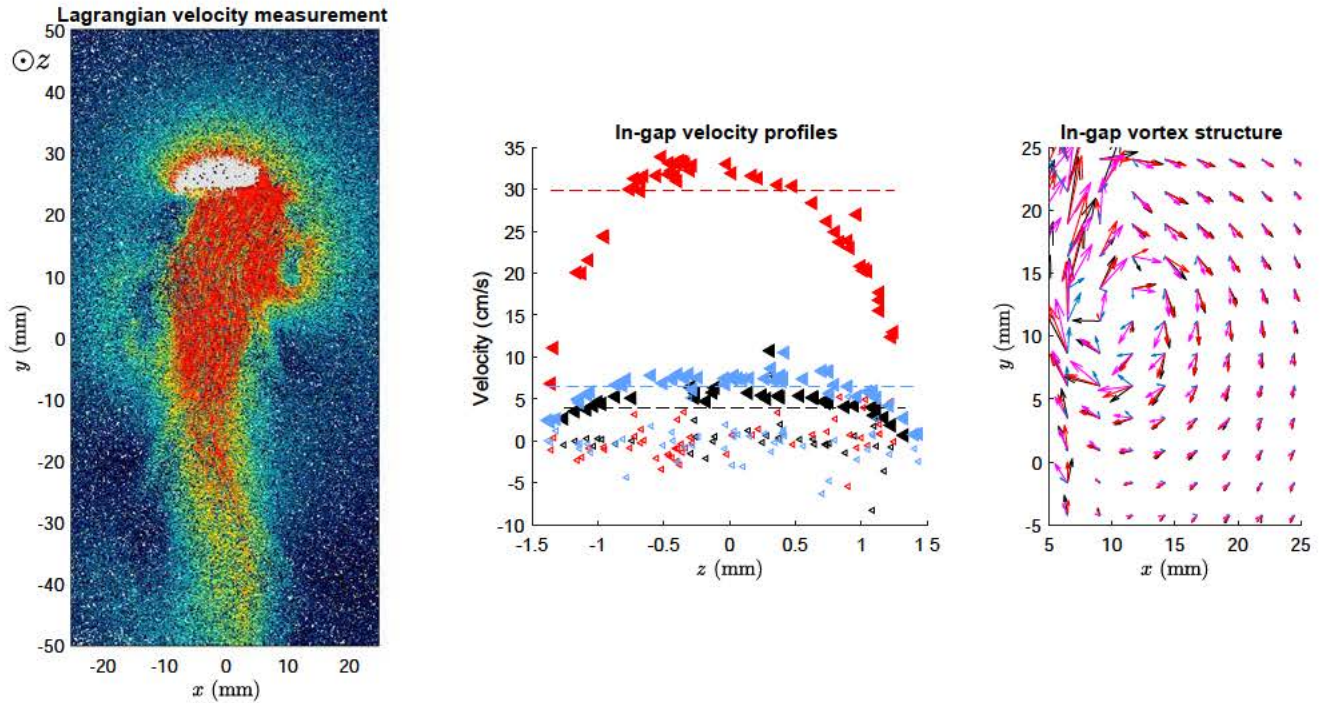 Lagrangian velocity measurement
⊙z
50
40
30
20
10
0
-10
-20
-30
-40
-50
y (mm)
-20 -10 0 10 20
x (mm)
In-gap velocity profiles
35
30
25
20
15
10
5
0
-5
-10
Velocity (cm/s)
-1.5 -1 -0.5 0 0.5 1 1 5
z (mm)
In-gap vortex structure
25
20
15
10
5
0
-5
y (mm)
5 10 15 20 25
x (mm)